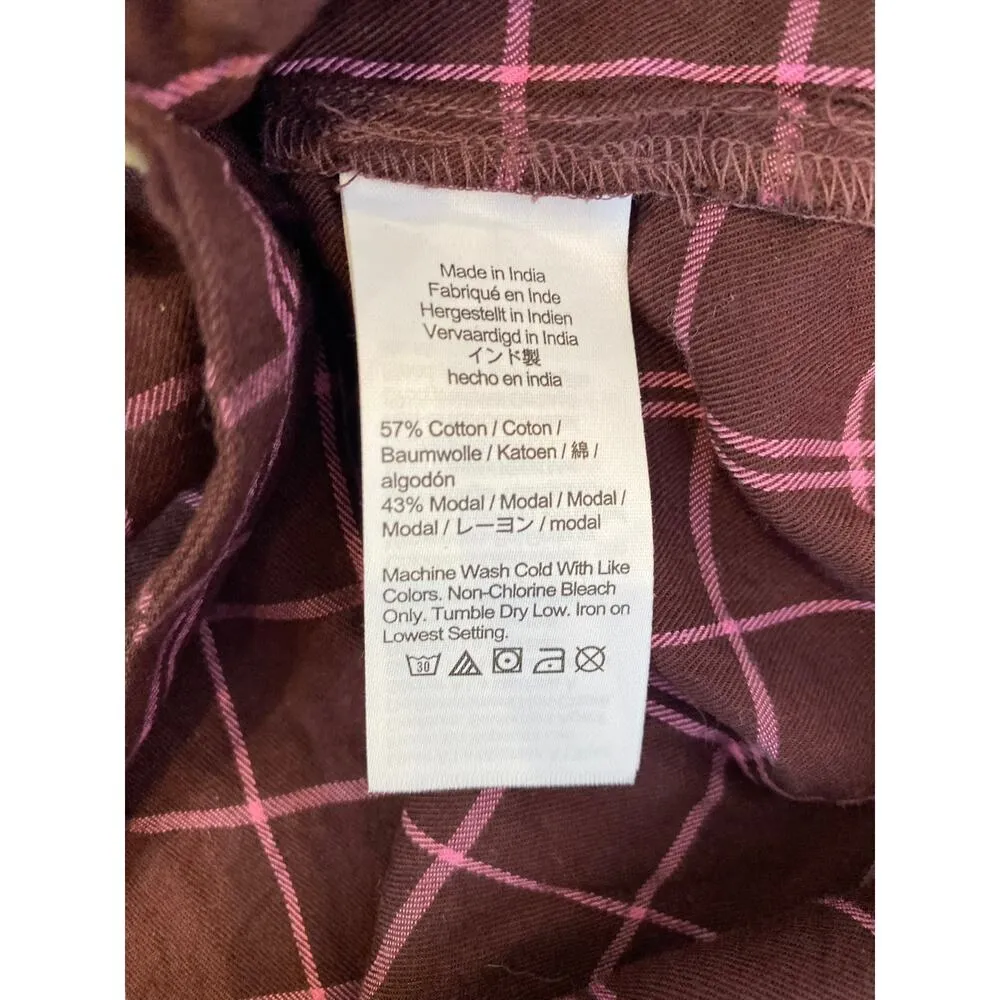 Made in India
Fabriqué en Inde
Hergestellt in Indien
Vervaardigd in India
インド製
hecho en india
57% Cotton / Coton /
Baumwolle / Katoen / 綿 /
algodón
43% Modal / Modal / Modal /
Modal / レーヨン / modal
Machine Wash Cold With Like
Colors. Non-Chlorine Bleach
Only. Tumble Dry Low. Iron on
Lowest Setting.
30